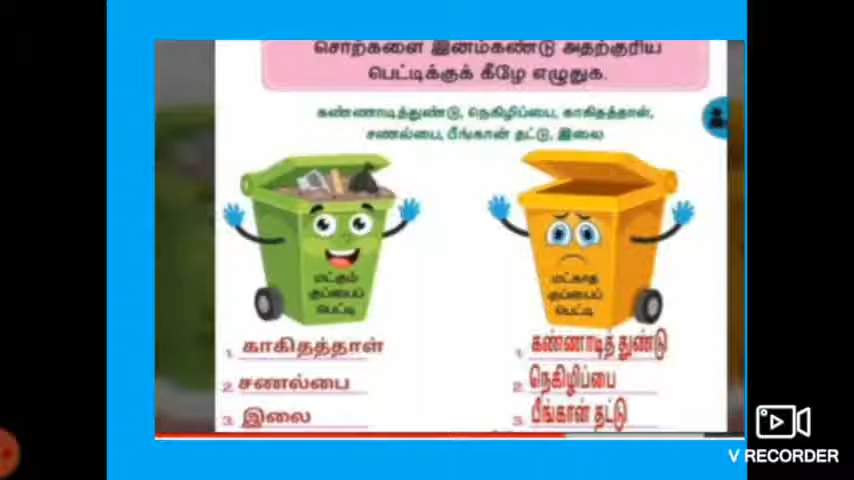 சொற்களை இனம்கண்டு அதற்குரிய
பெட்டிக்குக் கீழே எழுதுக.
கண்ணாடித்துண்டு, நெகிழிப்பை, காகிதத்தாள்,
சணல்பை, பீங்கான் தட்டு, இலை
மட்கும்
குப்பைப்
பெட்டி
மட்காத
குப்பைப்
பெட்டி
1. காகிதத்தாள்
2. சணல்பை
3. இலை
1. கண்ணாடித் துண்டு
2. நெகிழிப்பை
3. பீங்கான் தட்டு
V RECORDER